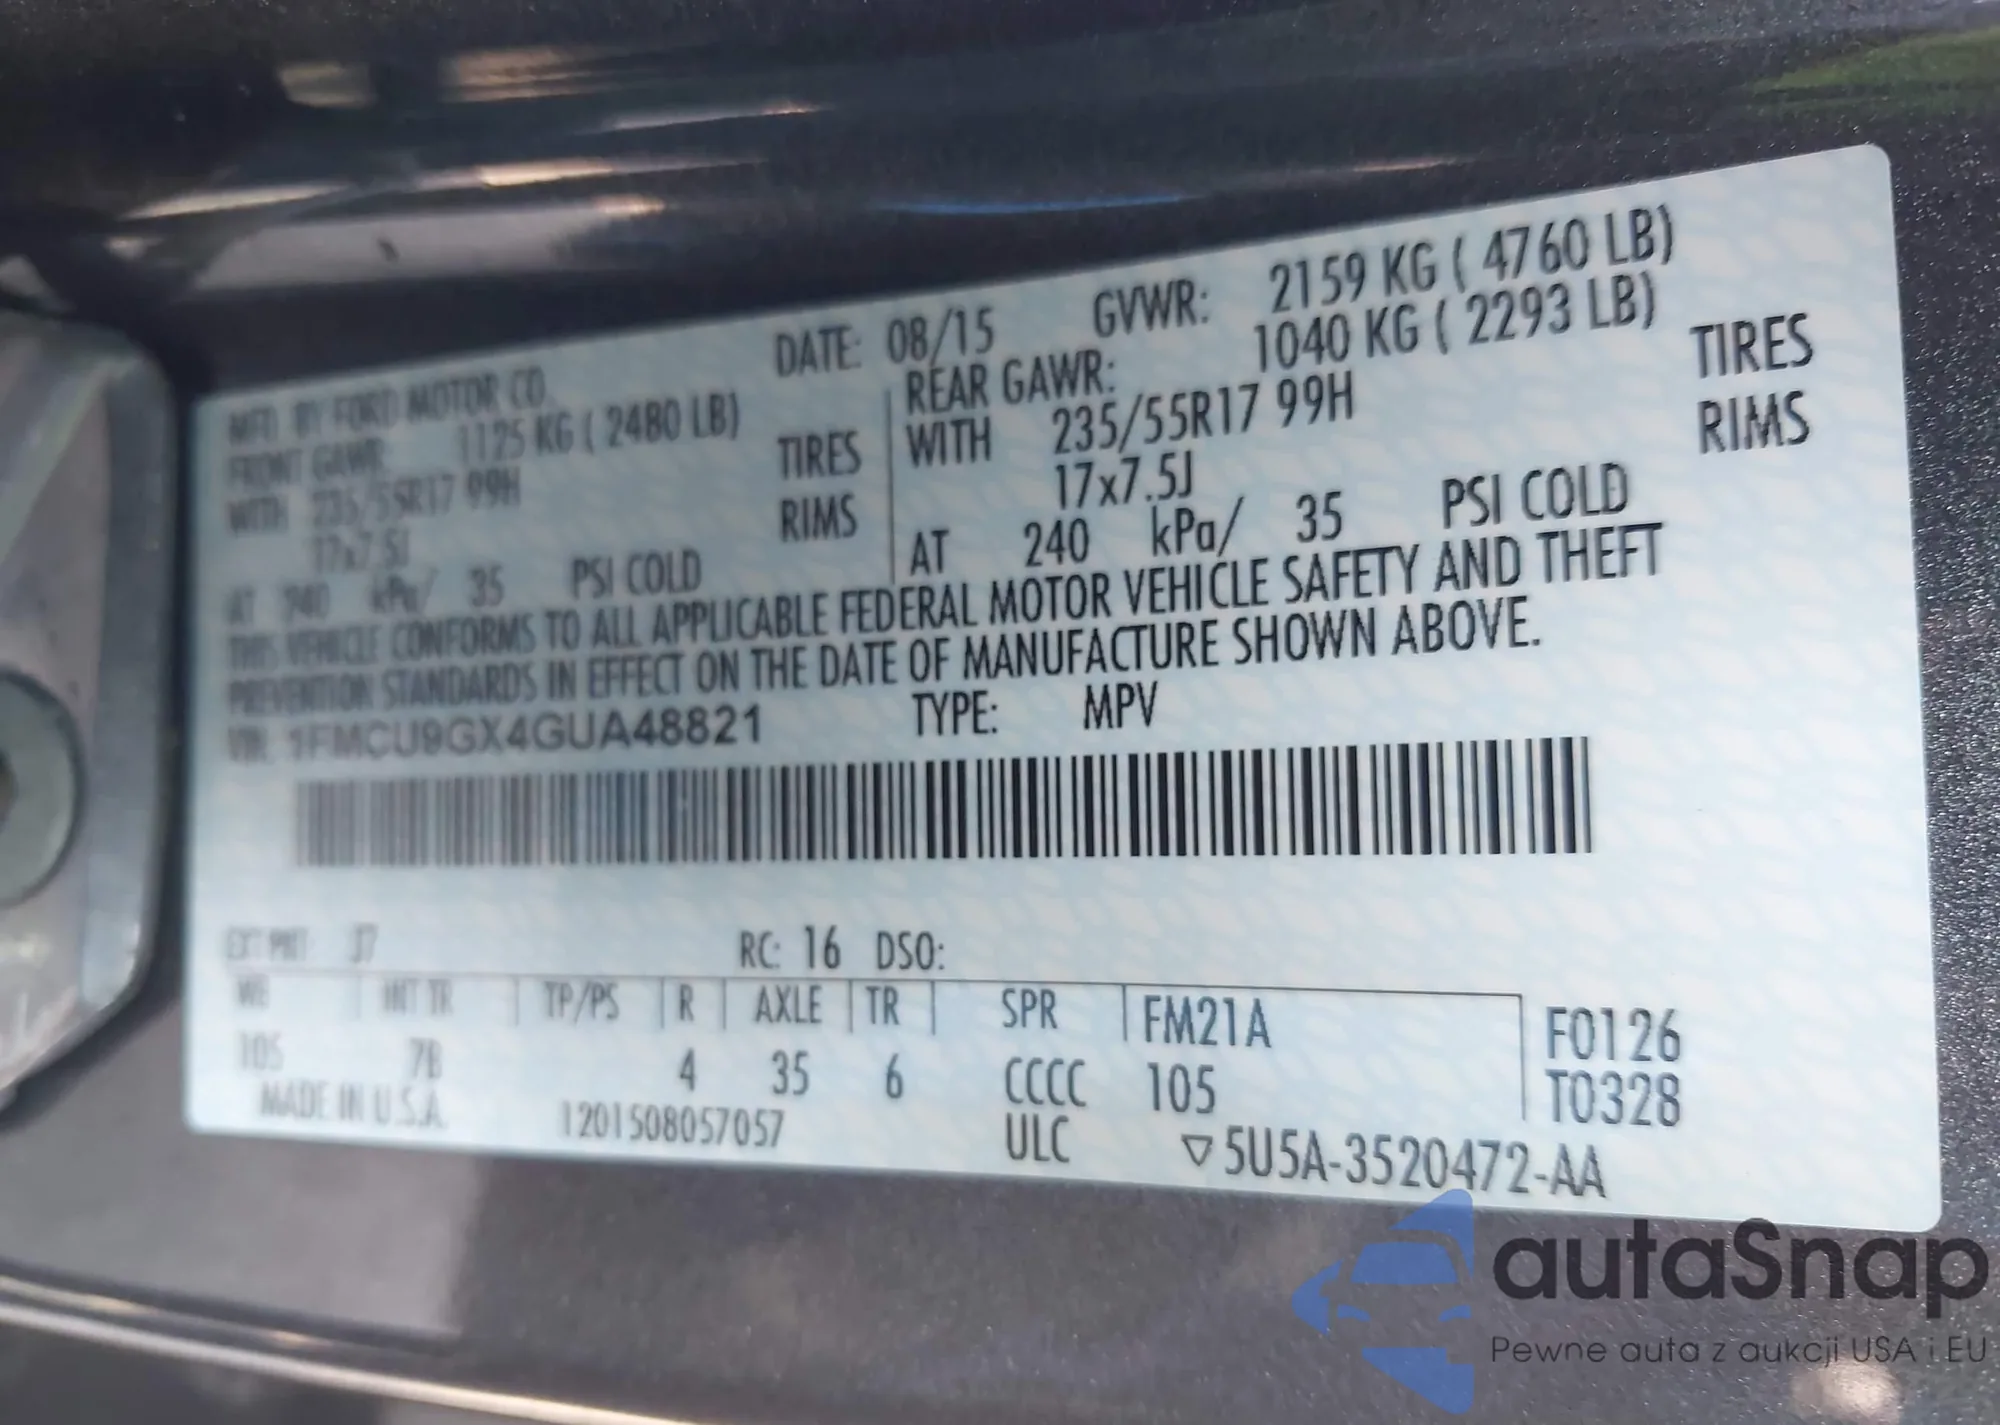 MFD. BY FORD MOTOR CO. DATE: 08/15 GVWR: 2159 KG ( 4760 LB)
FRONT GAWR: 1125 KG ( 2480 LB) REAR GAWR: 1040 KG ( 2293 LB)
WITH 235/55R17 99H TIRES WITH 235/55R17 99H TIRES
17x7.5J RIMS 17x7.5J RIMS
AT 240 kPa/ 35 PSI COLD AT 240 kPa/ 35 PSI COLD
THIS VEHICLE CONFORMS TO ALL APPLICABLE FEDERAL MOTOR VEHICLE SAFETY AND THEFT
PREVENTION STANDARDS IN EFFECT ON THE DATE OF MANUFACTURE SHOWN ABOVE.
VIN: 1FMCU9GX4GUA48821 TYPE: MPV
EXT PNT: J7 RC: 16 DSO:
WB INT TR TP/PS R AXLE TR SPR FM21A F0126
105 7B 4 35 6 CCCC 105 T0328
MADE IN U.S.A. 1201508057057 ULC ▽5U5A-3520472-AA
autaSnap
Pewne auta z aukcji USA i EU